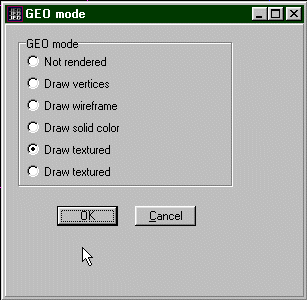 GEO mode
GEO mode
Not rendered
Draw vertices
Draw wireframe
Draw solid color
Draw textured
Draw textured
OK
Cancel